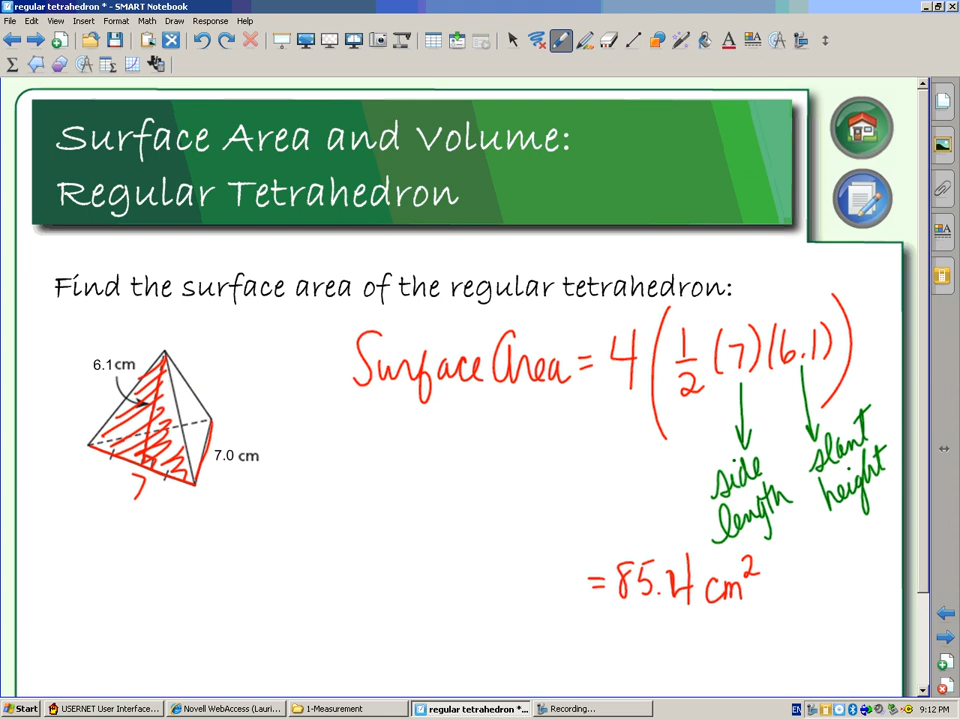 regular tetrahedron * - SMART Notebook
File Edit View Insert Format Math Draw Response Help
Surface Area and Volume:
Regular Tetrahedron
Find the surface area of the regular tetrahedron:
6.1cm
7.0 cm
7
Surface Area = 4 ( 1/2 (7)(6.1) )
side
length
slant
height
= 85.4 cm²
Start
USERNET User Interface...
Novell WebAccess (Lauri...
1-Measurement
regular tetrahedron *...
Recording...
EN
9:12 PM